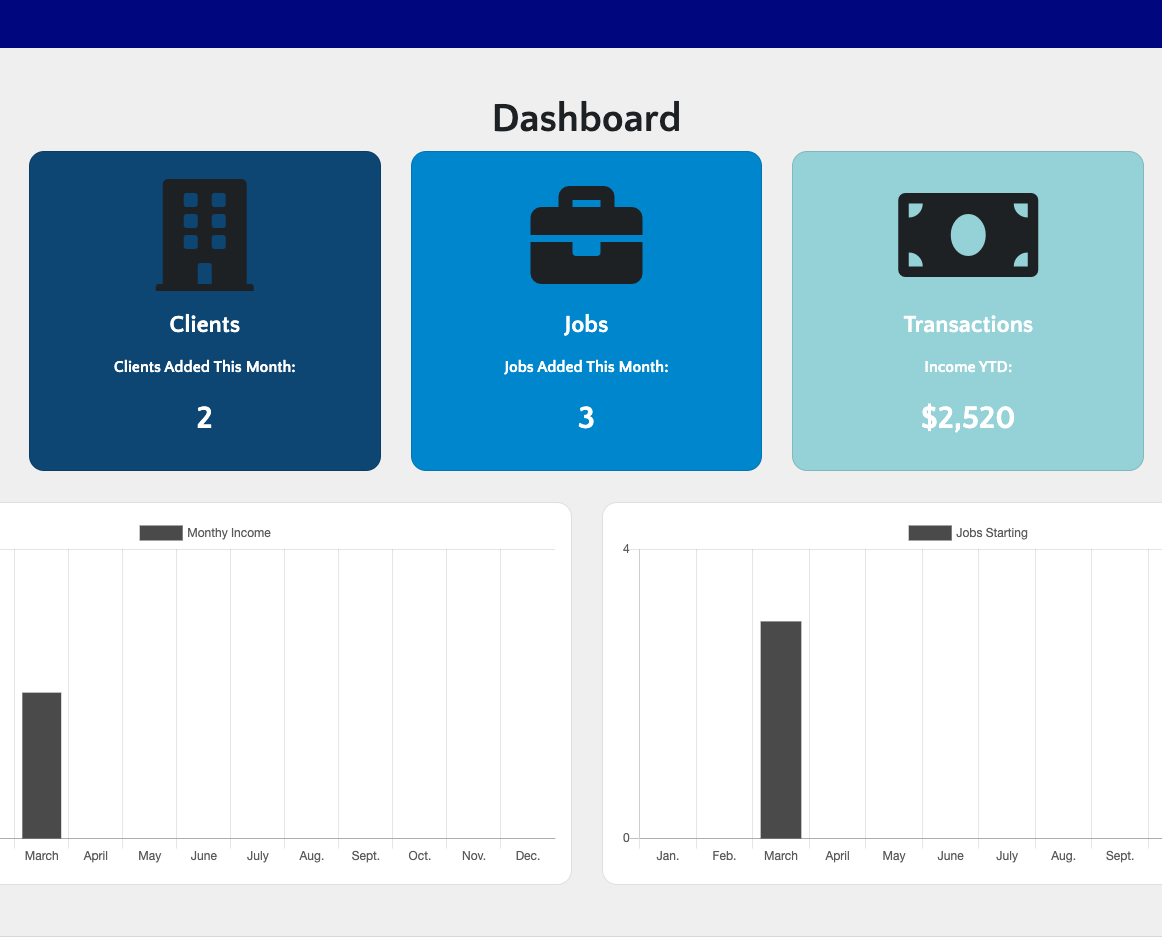 Dashboard
Clients
Clients Added This Month:
2
Jobs
Jobs Added This Month:
3
Transactions
Income YTD:
$2,520
Monthy Income
March April May June July Aug. Sept. Oct. Nov. Dec.
Jobs Starting
4
0
Jan. Feb. March April May June July Aug. Sept.